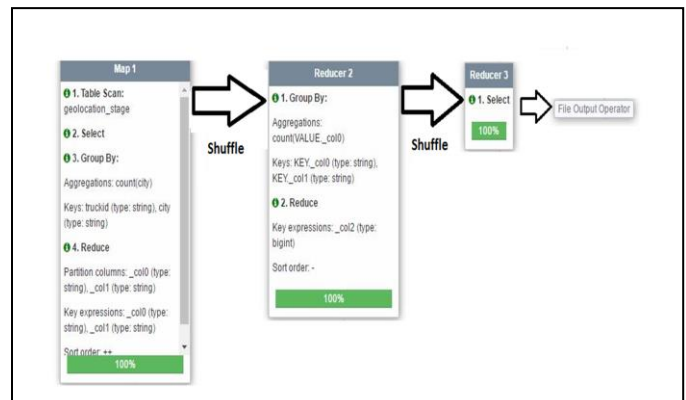 Map 1
1. Table Scan:
geolocation_stage
2. Select
3. Group By:
Aggregations: count(city)
Keys: truckid (type: string), city
(type: string)
4. Reduce
Partition columns: _col0 (type:
string), _col1 (type: string)
Key expressions: _col0 (type:
string), _col1 (type: string)
Sort order: ++
100%
Shuffle
Reducer 2
1. Group By:
Aggregations:
count(VALUE._col0)
Keys: KEY._col0 (type: string),
KEY._col1 (type: string)
2. Reduce
Key expressions: _col2 (type:
bigint)
Sort order: -
100%
Shuffle
Reducer 3
1. Select
100%
File Output Operator